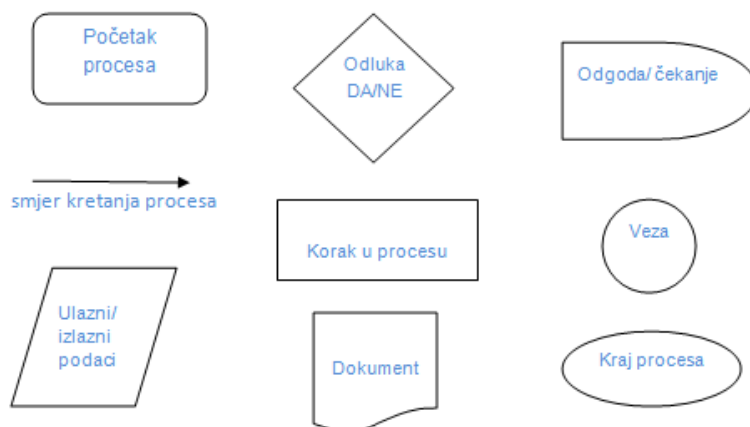 Početak
procesa
Odluka
DA/NE
Odgoda/ čekanje
smjer kretanja procesa
Korak u procesu
Veza
Ulazni/
izlazni
podaci
Dokument
Kraj procesa